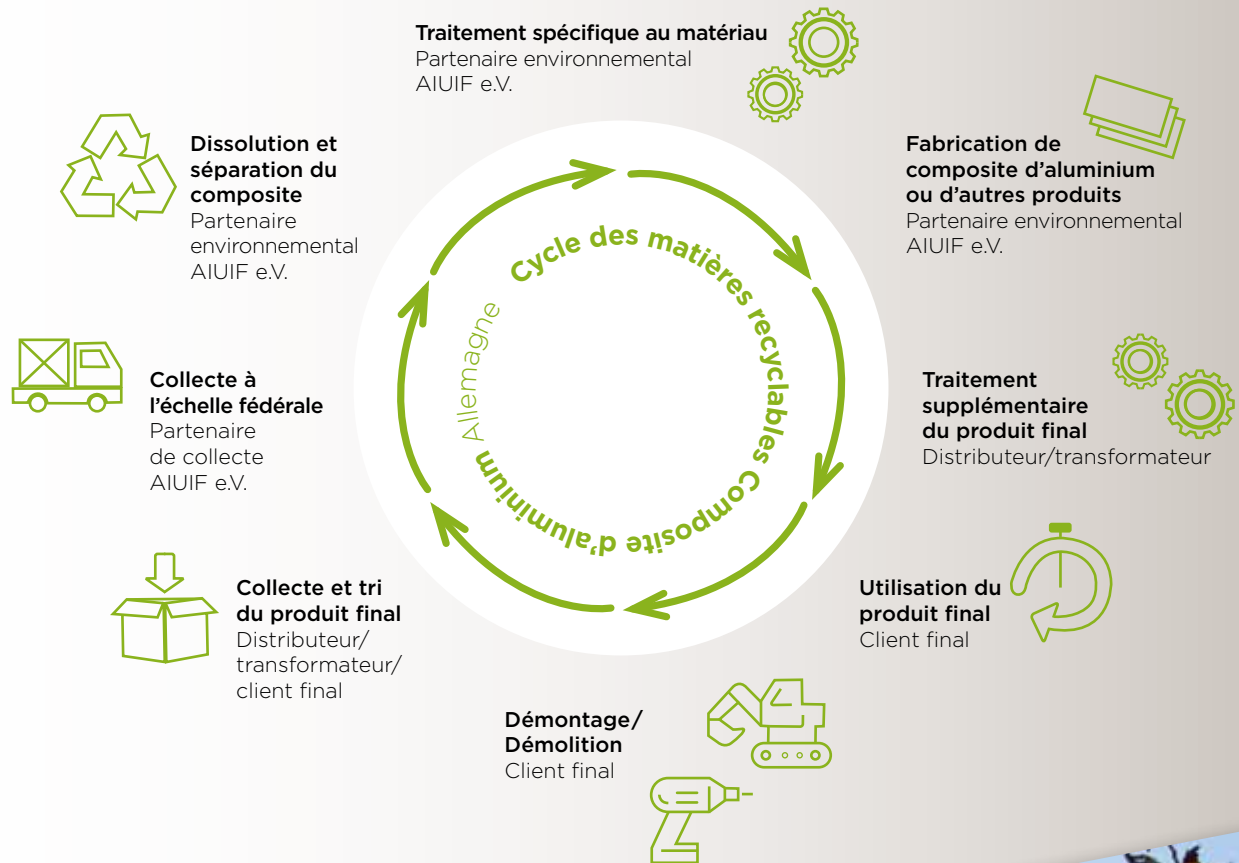 Traitement spécifique au matériau
Partenaire environnemental
AIUIF e.V.
Fabrication de
composite d'aluminium
ou d'autres produits
Partenaire environnemental
AIUIF e.V.
Traitement
supplémentaire
du produit final
Distributeur/transformateur
Utilisation du
produit final
Client final
Démontage/
Démolition
Client final
Collecte et tri
du produit final
Distributeur/
transformateur/
client final
Collecte à
l'échelle fédérale
Partenaire
de collecte
AIUIF e.V.
Dissolution et
séparation du
composite
Partenaire
environnemental
AIUIF e.V.
Cycle des matières recyclables Composite d'aluminium Allemagne